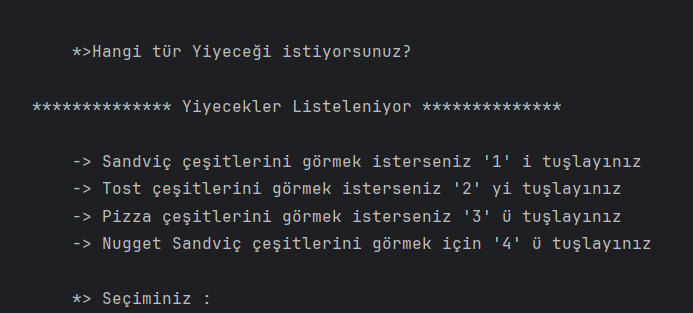 *>Hangi tür Yiyeceği istiyorsunuz?
************** Yiyecekler Listeleniyor **************
-> Sandviç çeşitlerini görmek isterseniz '1' i tuşlayınız
-> Tost çeşitlerini görmek isterseniz '2' yi tuşlayınız
-> Pizza çeşitlerini görmek isterseniz '3' ü tuşlayınız
-> Nugget Sandviç çeşitlerini görmek için '4' ü tuşlayınız
*> Seçiminiz :